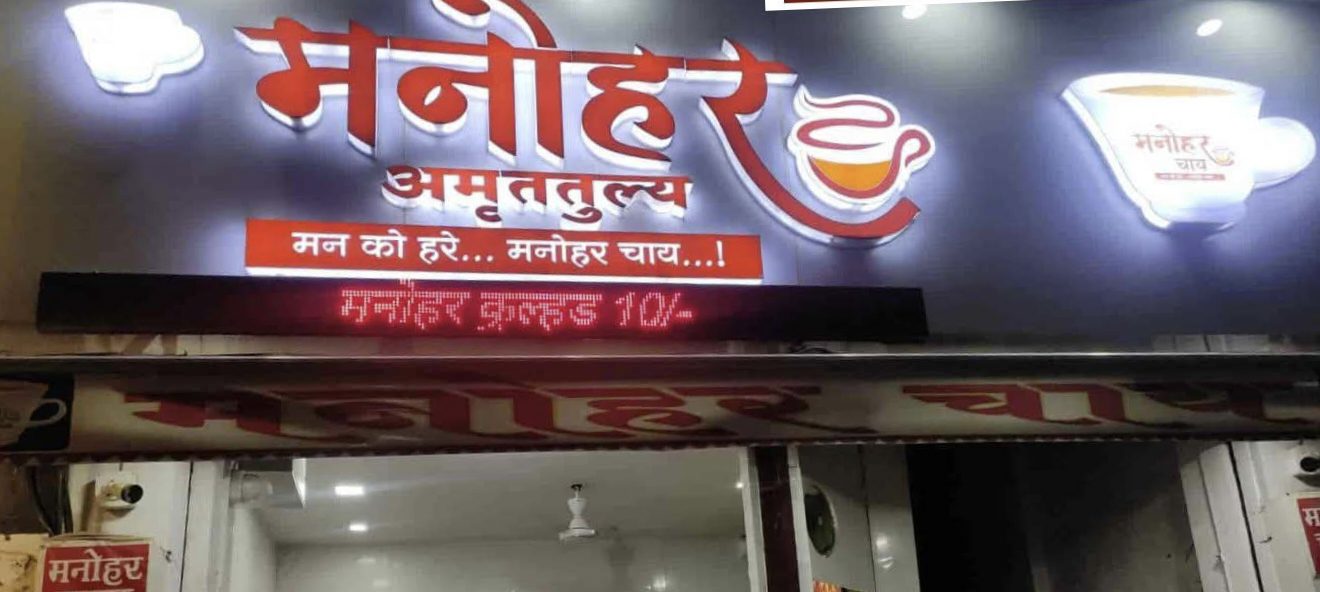 मनोहर
अमृततुल्य
मन को हरे... मनोहर चाय...!
मनोहर कुल्हड 10/-
मनोहर
चाय
मनोहर चाय
मनोहर